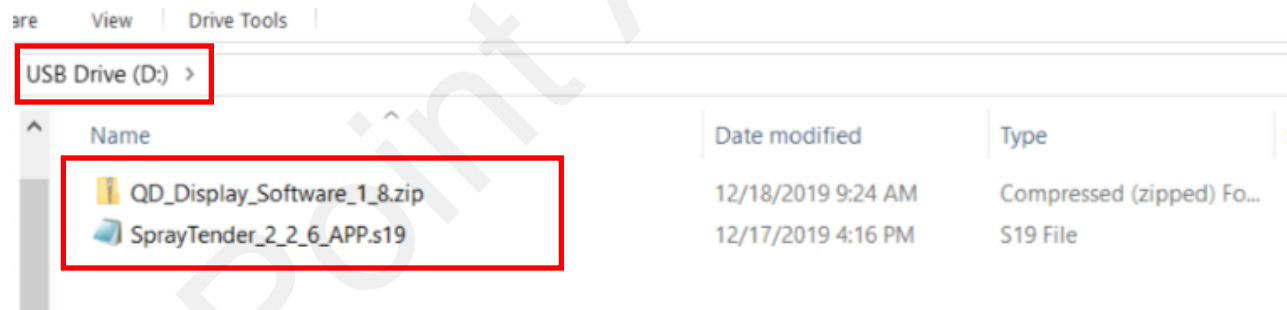 are View Drive Tools
USB Drive (D:) >
Name Date modified Type
QD_Display_Software_1_8.zip 12/18/2019 9:24 AM Compressed (zipped) Fo...
SprayTender_2_2_6_APP.s19 12/17/2019 4:16 PM S19 File
Point